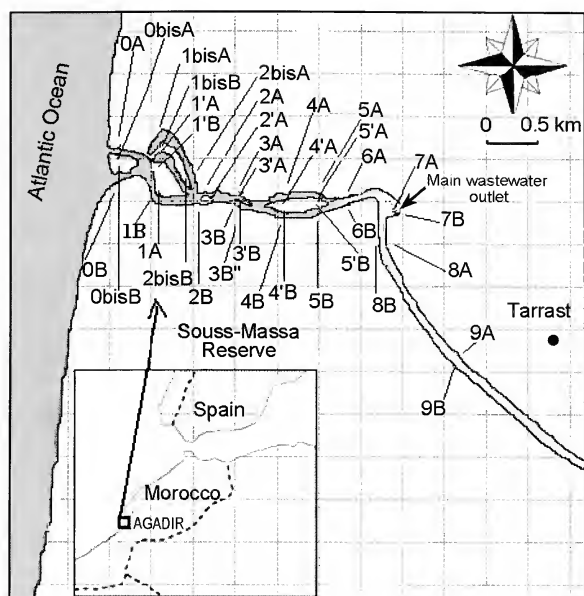 0A
0bisA
1bisA
1bisB
1'A
1'B
2bisA
2A
2'A
3A
3'A
4A
4'A
5A
5'A
6A
7A
Main wastewater
outlet
7B
0 0.5 km
Atlantic Ocean
0B
0bisB
1B
1A
2bisB
2B
3B
3B"
3'B
4B
4'B
5B
5'B
6B
8B
8A
9A
9B
Tarrast
Souss-Massa
Reserve
Spain
Morocco
AGADIR